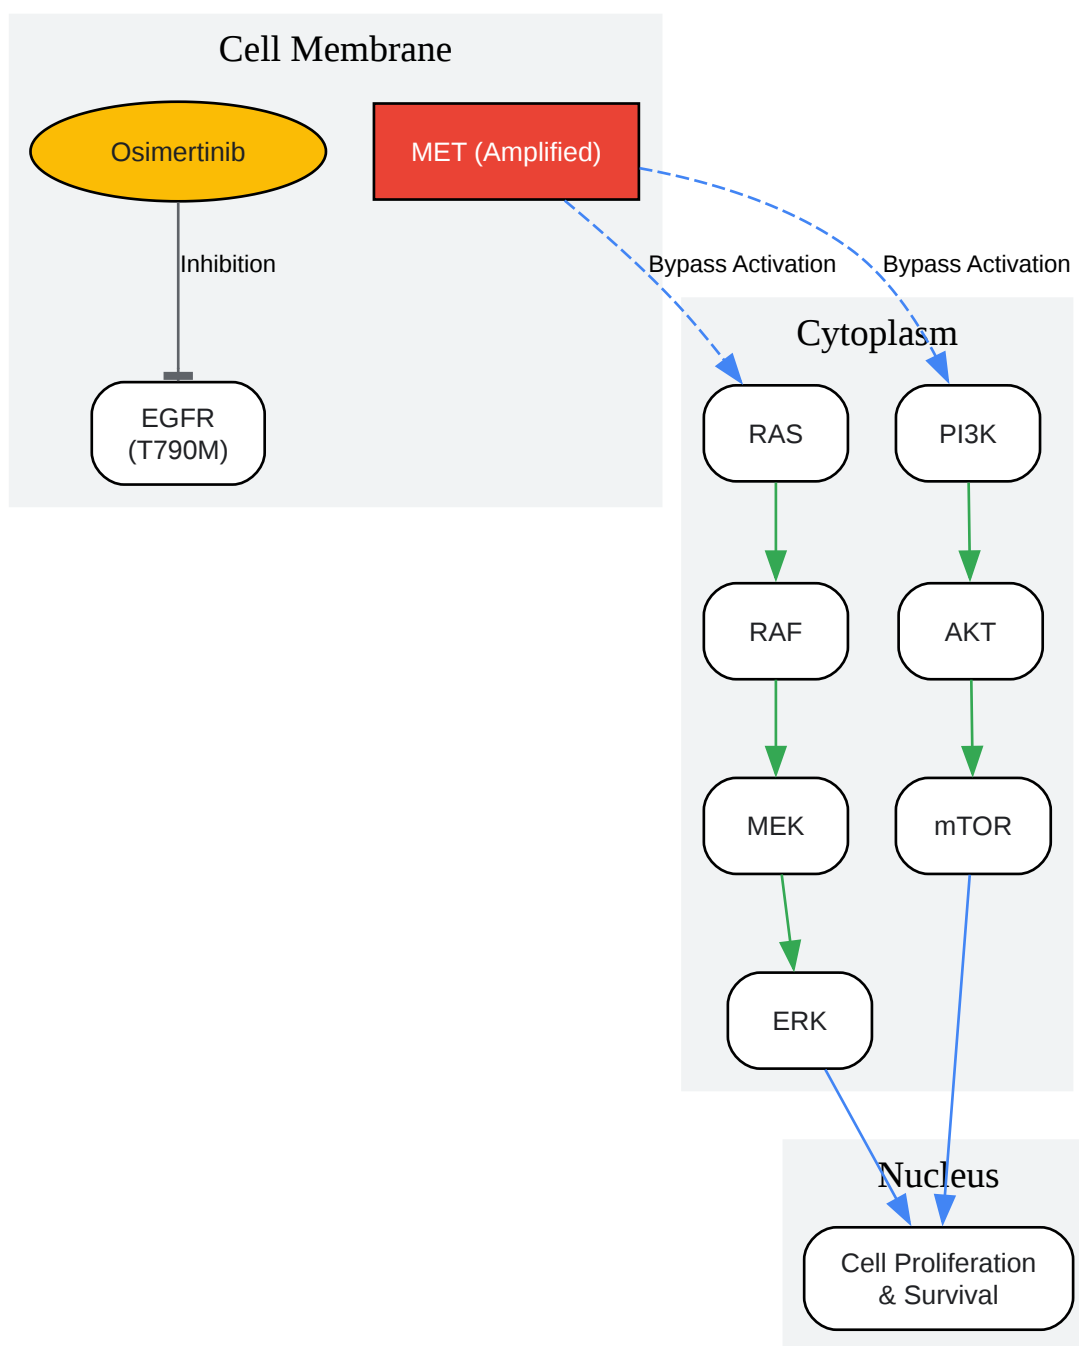 Cell Membrane
Osimertinib
MET (Amplified)
Inhibition
Bypass Activation
Bypass Activation
Cytoplasm
EGFR
(T790M)
RAS
PI3K
RAF
AKT
MEK
mTOR
ERK
Nucleus
Cell Proliferation
& Survival